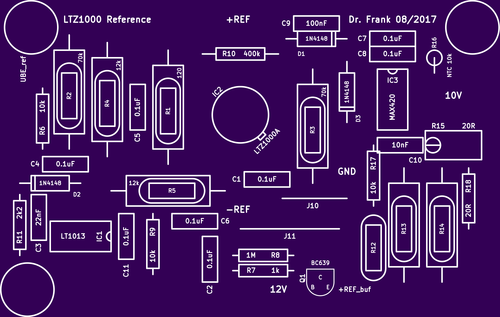 LTZ1000 Reference
+REF
Dr. Frank 08/2017
C9
100nF
1N4148
D1
C7
0.1uF
C8
0.1uF
R16
NTC 10k
UBE_ref
R10 400k
R2
70k
R4
12k
R1
120
IC2
LTZ1000A
R3
70k
1N4148
D3
IC3
MAX420
10V
R6
10k
0.1uF
C5
R15 20R
10nF
C10
C4
0.1uF
1N4148
D2
C1
0.1uF
GND
R17
10k
R18
20R
12k
R5
J10
R11
2k2
22nF
C3
-REF
0.1uF
C6
LT1013
IC1
0.1uF
C11
R9
10k
J11
R12
R13
R14
0.1uF
C2
1M R8
R7 1k
12V
BC639
Q1
C
B E
+REF_buf